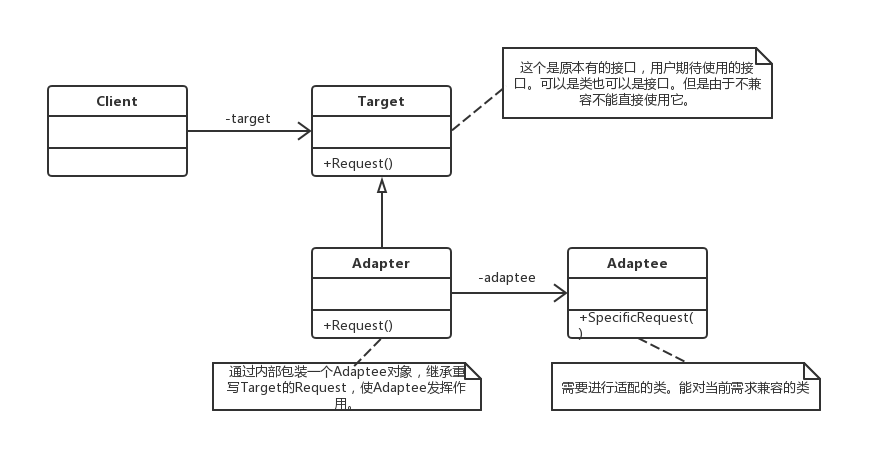 这个是原本有的接口，用户期待使用的接
口。可以是类也可以是接口。但是由于不兼
容不能直接使用它。
Client
-target
Target
+Request()
Adapter
-adaptee
Adaptee
+Request()
+SpecificRequest(
)
通过内部包装一个Adaptee对象，继承重
写Target的Request，使Adaptee发挥作
用。
需要进行适配的类。能对当前需求兼容的类